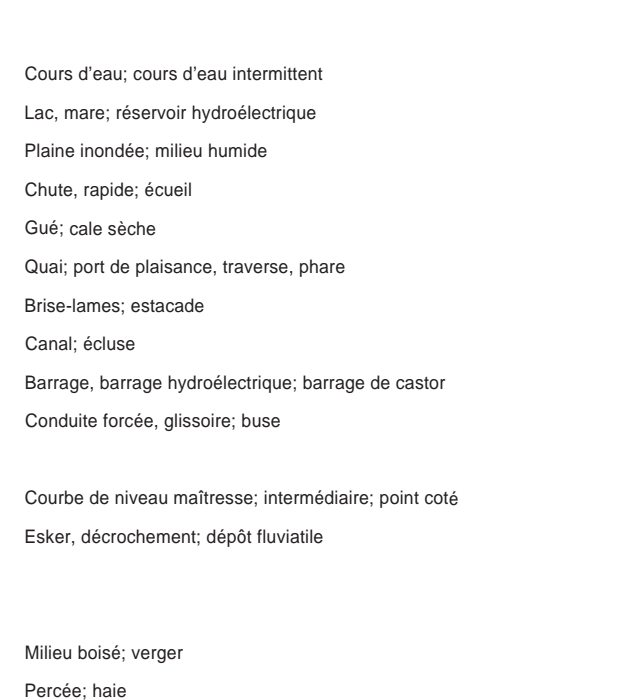 Cours d'eau; cours d'eau intermittent
Lac, mare; réservoir hydroélectrique
Plaine inondée; milieu humide
Chute, rapide; écueil
Gué; cale sèche
Quai; port de plaisance, traverse, phare
Brise-lames; estacade
Canal; écluse
Barrage, barrage hydroélectrique; barrage de castor
Conduite forcée, glissoire; buse
Courbe de niveau maîtresse; intermédiaire; point coté
Esker, décrochement; dépôt fluviatile
Milieu boisé; verger
Percée; haie